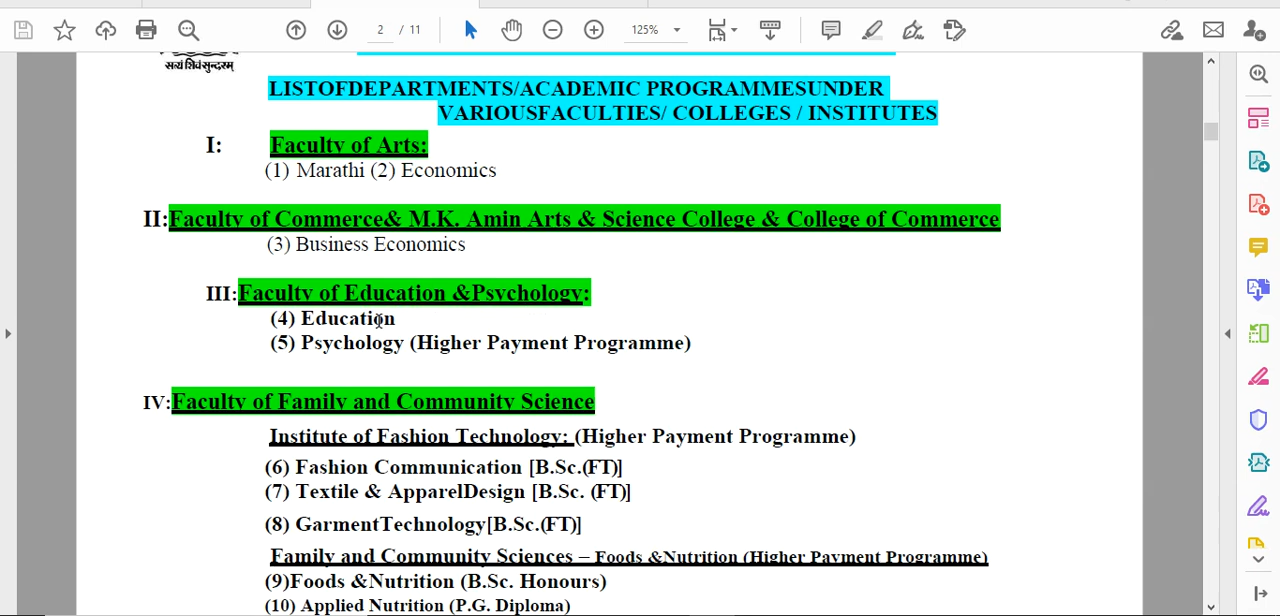 2 / 11
125%
सत्यं शिवं सुन्दरम्
LISTOFDEPARTMENTS/ACADEMIC PROGRAMMESUNDER
VARIOUSFACULTIES/ COLLEGES / INSTITUTES
I: Faculty of Arts:
(1) Marathi (2) Economics
II:Faculty of Commerce& M.K. Amin Arts & Science College & College of Commerce
(3) Business Economics
III:Faculty of Education &Psychology:
(4) Education
(5) Psychology (Higher Payment Programme)
IV:Faculty of Family and Community Science
Institute of Fashion Technology: (Higher Payment Programme)
(6) Fashion Communication [B.Sc.(FT)]
(7) Textile & ApparelDesign [B.Sc. (FT)]
(8) GarmentTechnology[B.Sc.(FT)]
Family and Community Sciences – Foods &Nutrition (Higher Payment Programme)
(9)Foods &Nutrition (B.Sc. Honours)
(10) Applied Nutrition (P.G. Diploma)